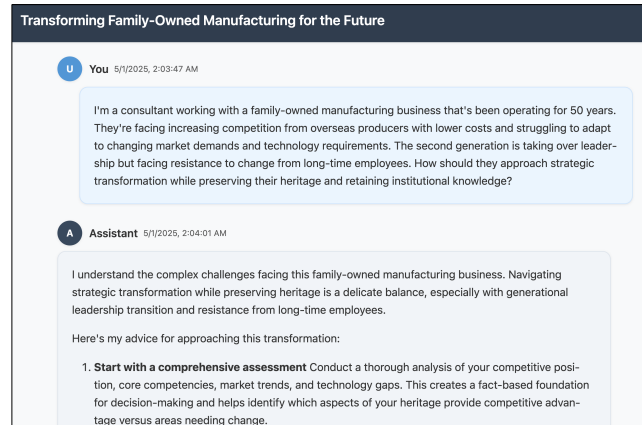 Transforming Family-Owned Manufacturing for the Future
U You 5/1/2025, 2:03:47 AM
I'm a consultant working with a family-owned manufacturing business that's been operating for 50 years.
They're facing increasing competition from overseas producers with lower costs and struggling to adapt
to changing market demands and technology requirements. The second generation is taking over leader-
ship but facing resistance to change from long-time employees. How should they approach strategic
transformation while preserving their heritage and retaining institutional knowledge?
A Assistant 5/1/2025, 2:04:01 AM
I understand the complex challenges facing this family-owned manufacturing business. Navigating
strategic transformation while preserving heritage is a delicate balance, especially with generational
leadership transition and resistance from long-time employees.
Here's my advice for approaching this transformation:
1. Start with a comprehensive assessment Conduct a thorough analysis of your competitive posi-
tion, core competencies, market trends, and technology gaps. This creates a fact-based foundation
for decision-making and helps identify which aspects of your heritage provide competitive advan-
tage versus areas needing change.